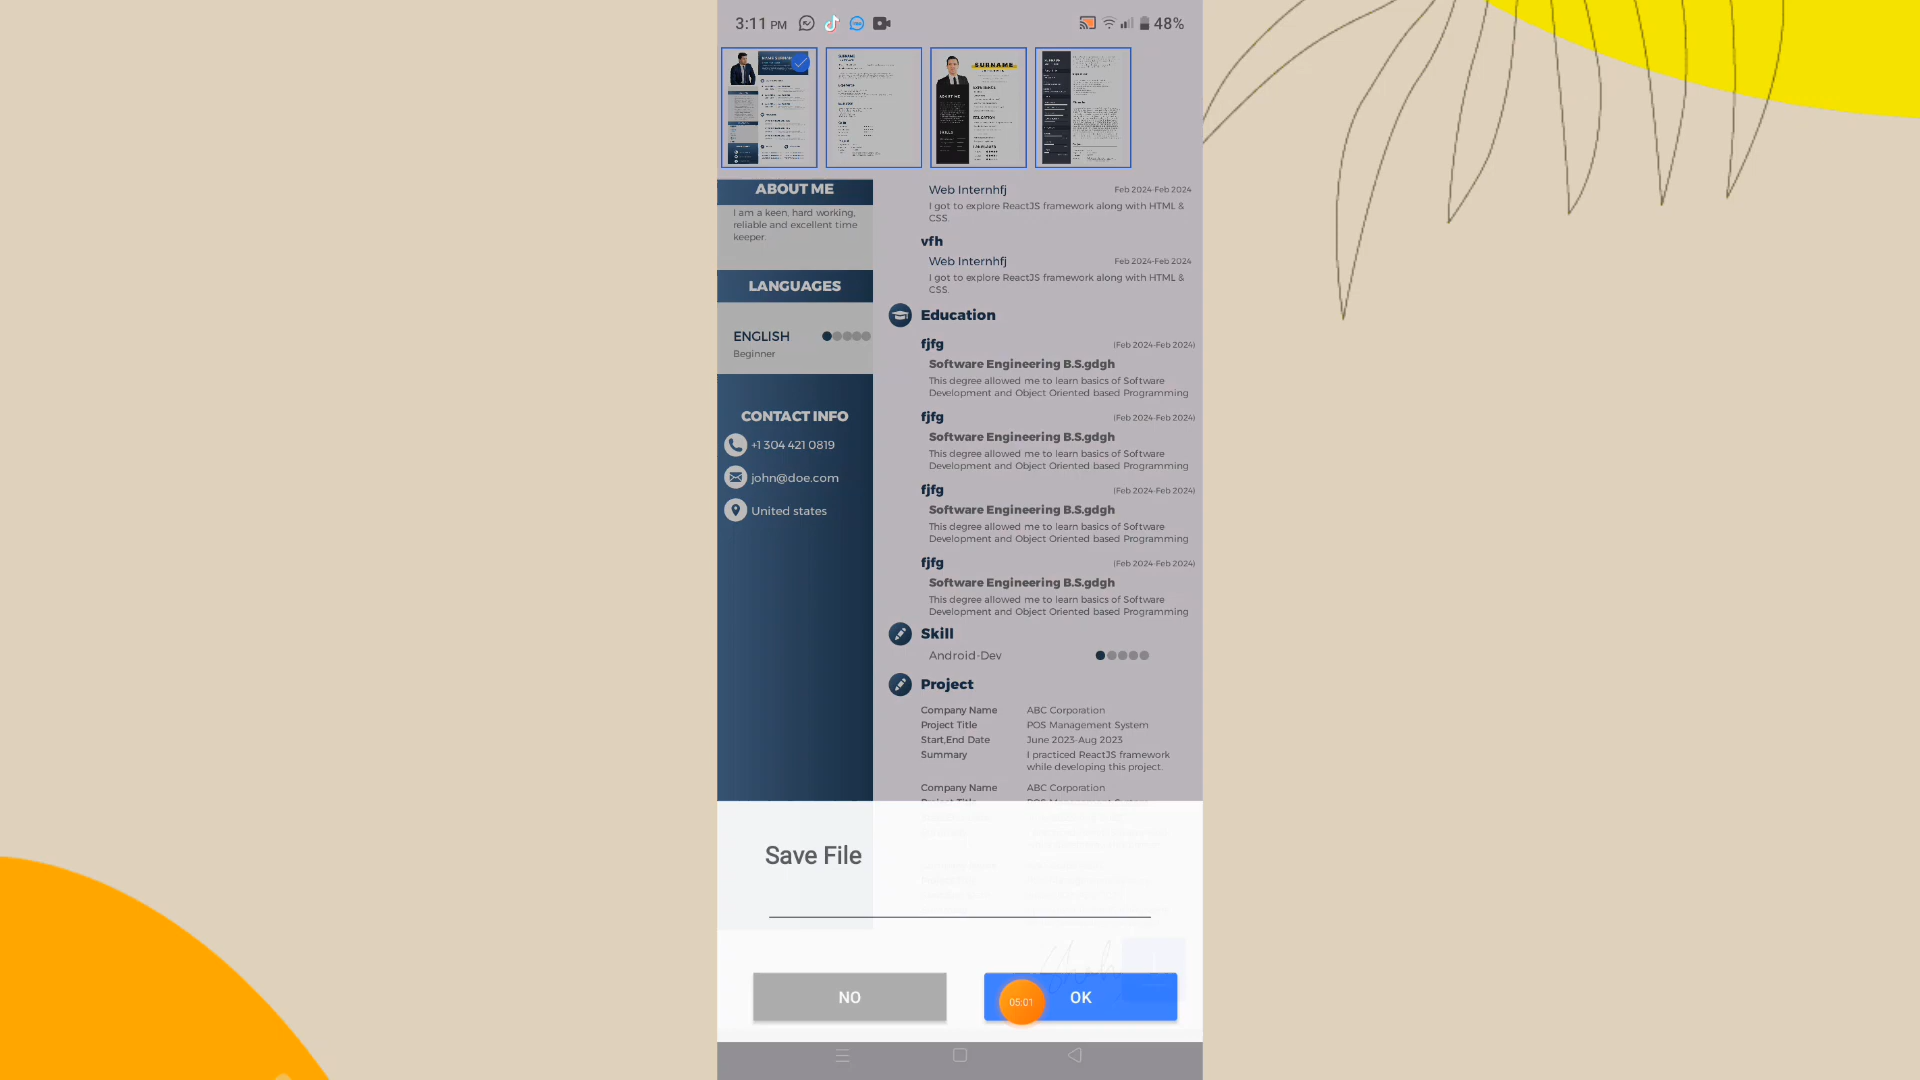 3:11 PM
48%
SURNAME
ABOUT ME
I am a keen, hard working,
reliable and excellent time
keeper.
LANGUAGES
ENGLISH
Beginner
CONTACT INFO
+1 304 421 0819
john@doe.com
United states
Web Internhfj
Feb 2024-Feb 2024
I got to explore ReactJS framework along with HTML &
CSS.
vfh
Web Internhfj
Feb 2024-Feb 2024
I got to explore ReactJS framework along with HTML &
CSS.
Education
fjfg
(Feb 2024-Feb 2024)
Software Engineering B.S.gdgh
This degree allowed me to learn basics of Software
Development and Object Oriented based Programming
fjfg
(Feb 2024-Feb 2024)
Software Engineering B.S.gdgh
This degree allowed me to learn basics of Software
Development and Object Oriented based Programming
fjfg
(Feb 2024-Feb 2024)
Software Engineering B.S.gdgh
This degree allowed me to learn basics of Software
Development and Object Oriented based Programming
fjfg
(Feb 2024-Feb 2024)
Software Engineering B.S.gdgh
This degree allowed me to learn basics of Software
Development and Object Oriented based Programming
Skill
Android-Dev
Project
Company Name ABC Corporation
Project Title POS Management System
Start,End Date June 2023-Aug 2023
Summary I practiced ReactJS framework
while developing this project.
Company Name ABC Corporation
Save File
NO
05:01
OK